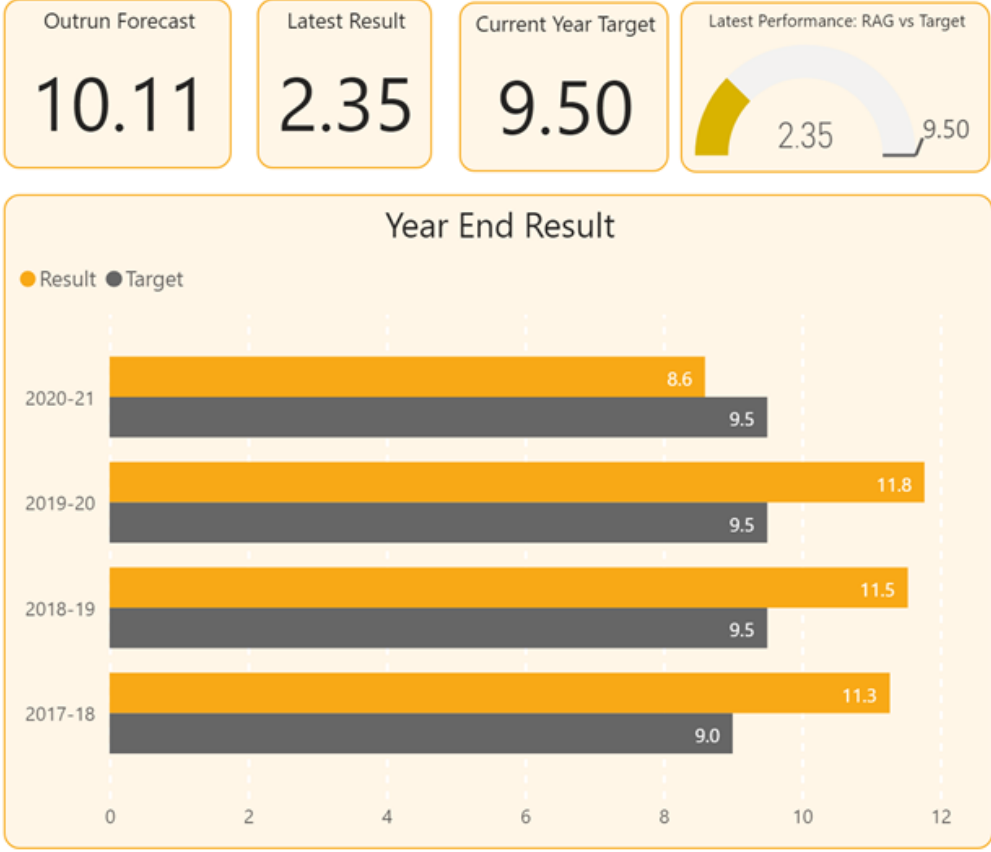 Outrun Forecast
10.11
Latest Result
2.35
Current Year Target
9.50
Latest Performance: RAG vs Target
2.35
9.50
Year End Result
Result Target
2020-21
8.6
9.5
2019-20
11.8
9.5
2018-19
11.5
9.5
2017-18
11.3
9.0
0 2 4 6 8 10 12